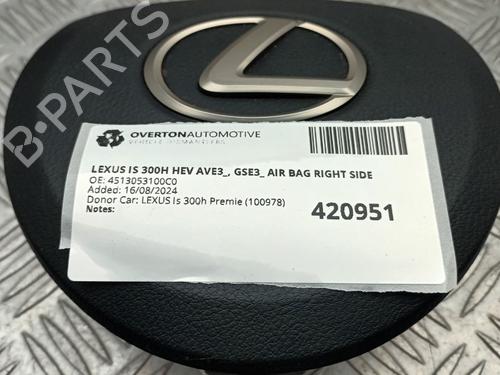 B-PARTS
OVERTONAUTOMOTIVE
VEHICLE DISMANTLERS
LEXUS IS 300H HEV AVE3_, GSE3_ AIR BAG RIGHT SIDE
OE: 4513053100C0
Added: 16/08/2024
Donor Car: LEXUS Is 300h Premie (100978)
Notes:
420951